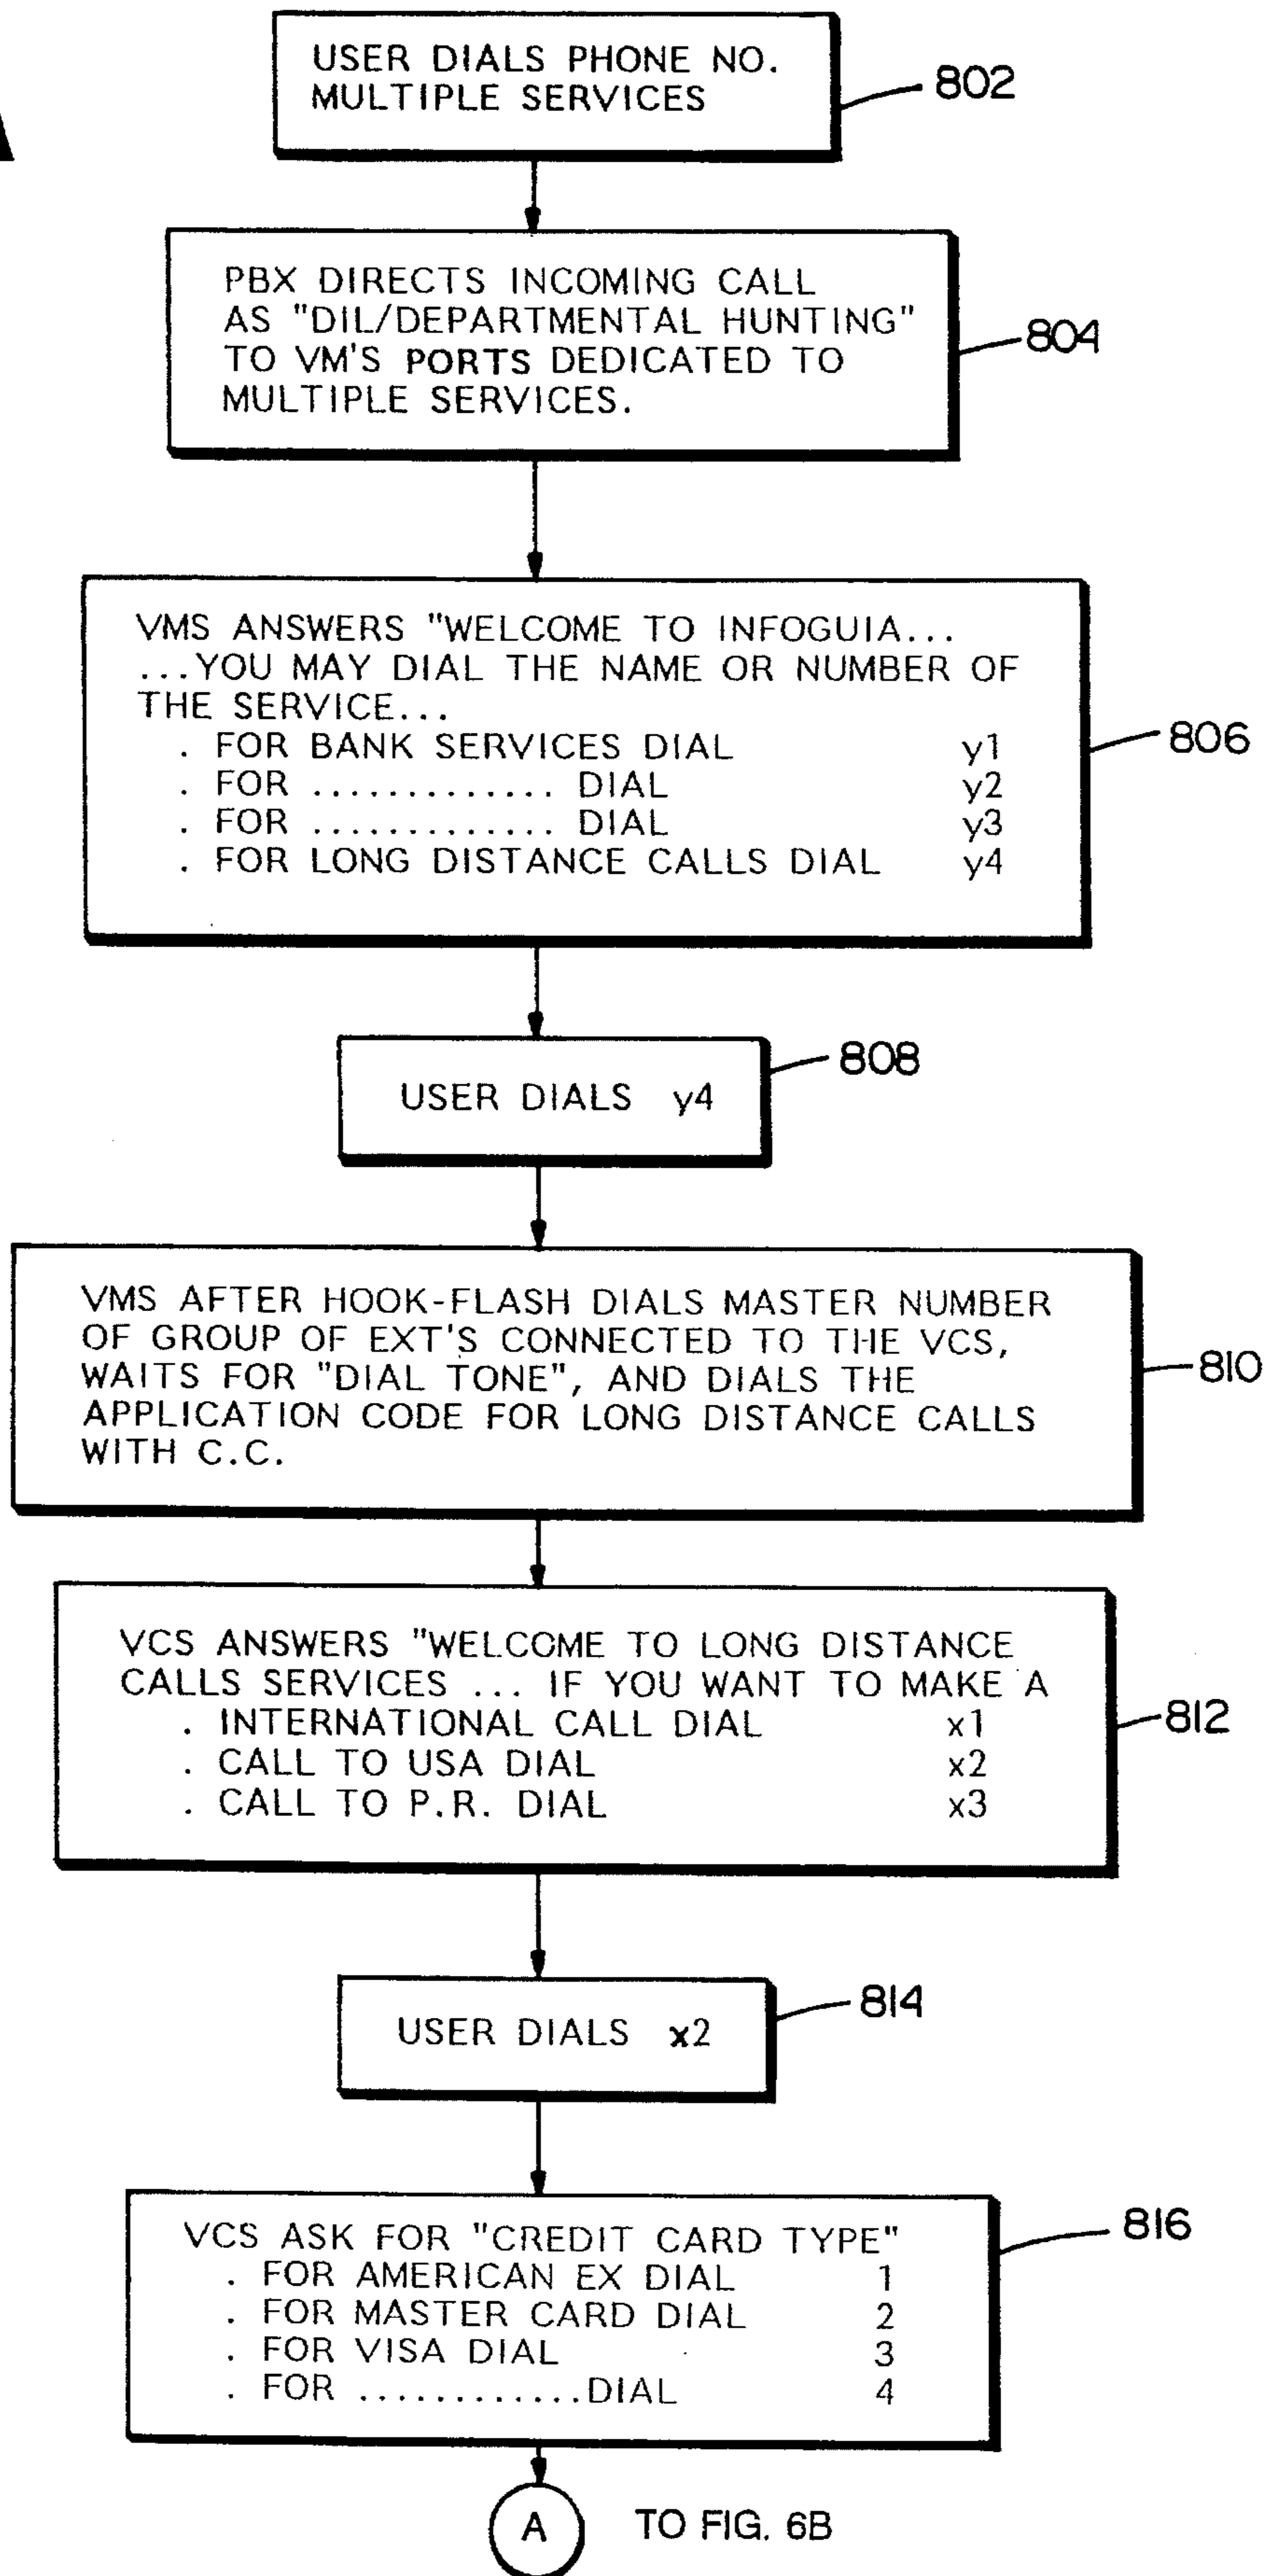 USER DIALS PHONE NO.
MULTIPLE SERVICES
802
PBX DIRECTS INCOMING CALL
AS "DIL/DEPARTMENTAL HUNTING"
TO VM'S PORTS DEDICATED TO
MULTIPLE SERVICES.
804
VMS ANSWERS "WELCOME TO INFOGUIA...
...YOU MAY DIAL THE NAME OR NUMBER OF
THE SERVICE...
. FOR BANK SERVICES DIAL y1
. FOR ............. DIAL y2
. FOR ............. DIAL y3
. FOR LONG DISTANCE CALLS DIAL y4
806
USER DIALS y4
808
VMS AFTER HOOK-FLASH DIALS MASTER NUMBER
OF GROUP OF EXT'S CONNECTED TO THE VCS,
WAITS FOR "DIAL TONE", AND DIALS THE
APPLICATION CODE FOR LONG DISTANCE CALLS
WITH C.C.
810
VCS ANSWERS "WELCOME TO LONG DISTANCE
CALLS SERVICES ... IF YOU WANT TO MAKE A
. INTERNATIONAL CALL DIAL x1
. CALL TO USA DIAL x2
. CALL TO P.R. DIAL x3
812
USER DIALS x2
814
VCS ASK FOR "CREDIT CARD TYPE"
. FOR AMERICAN EX DIAL 1
. FOR MASTER CARD DIAL 2
. FOR VISA DIAL 3
. FOR ............DIAL 4
816
A TO FIG. 6B